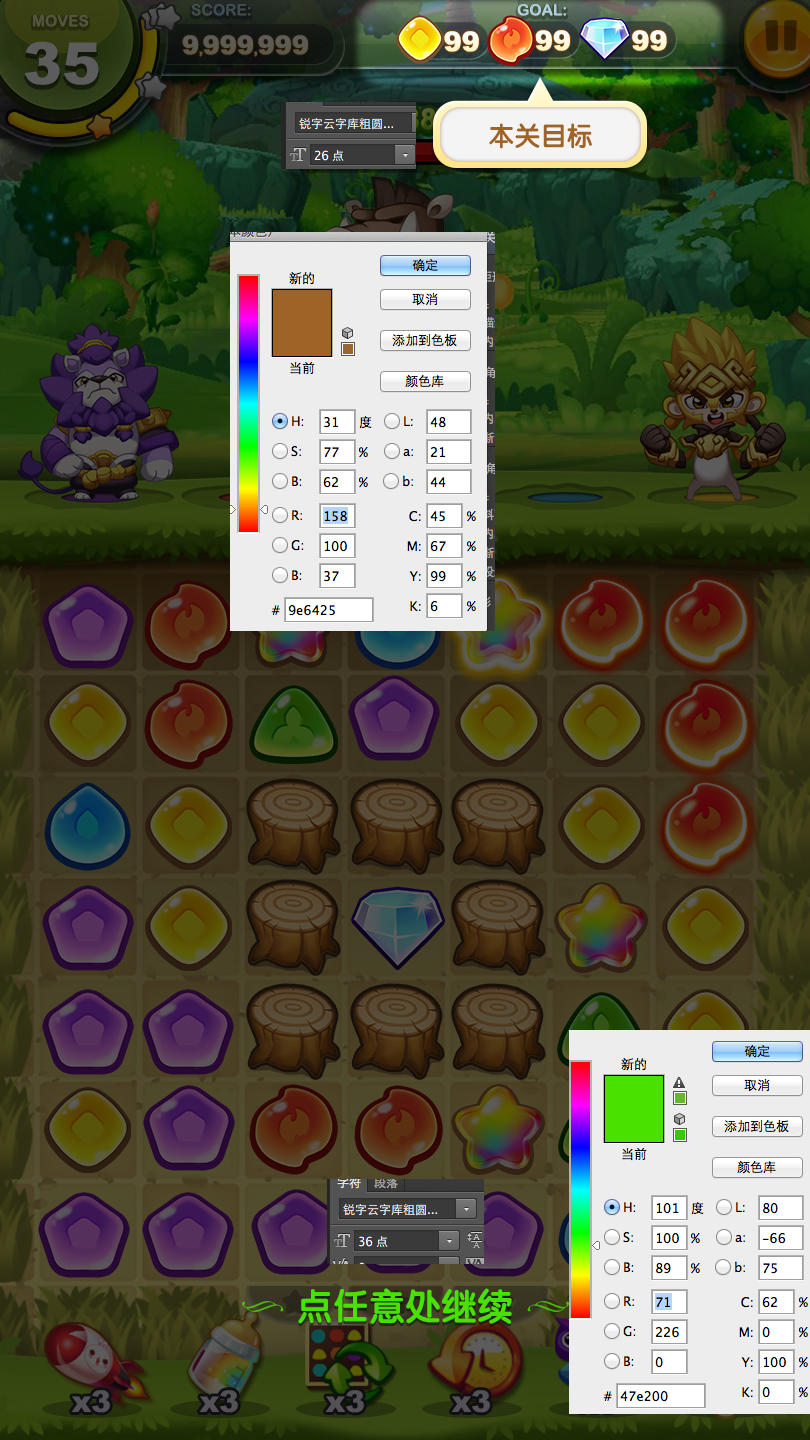 MOVES
35
SCORE:
9,999,999
GOAL:
99
99
99
本关目标
锐字云字库粗圆...
26 点
新的
当前
确定
取消
添加到色板
颜色库
H: 31 度 L: 48
S: 77 % a: 21
B: 62 % b: 44
R: 158 C: 45 %
G: 100 M: 67 %
B: 37 Y: 99 %
# 9e6425 K: 6 %
新的
当前
确定
取消
添加到色板
颜色库
H: 101 度 L: 80
S: 100 % a: -66
B: 89 % b: 75
R: 71 C: 62 %
G: 226 M: 0 %
B: 0 Y: 100 %
# 47e200 K: 0 %
字符 段落
锐字云字库粗圆...
36 点
点任意处继续
x3
x3
x3
x3